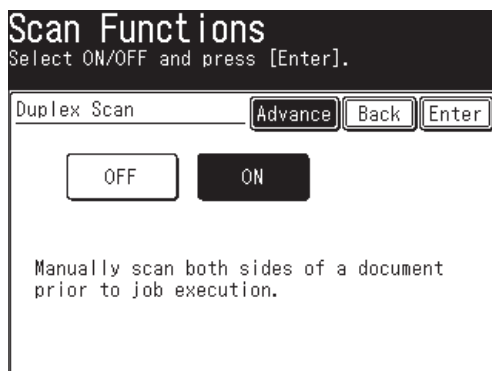 Scan Functions
Select ON/OFF and press [Enter].
Duplex Scan Advance Back Enter
OFF ON
Manually scan both sides of a document
prior to job execution.